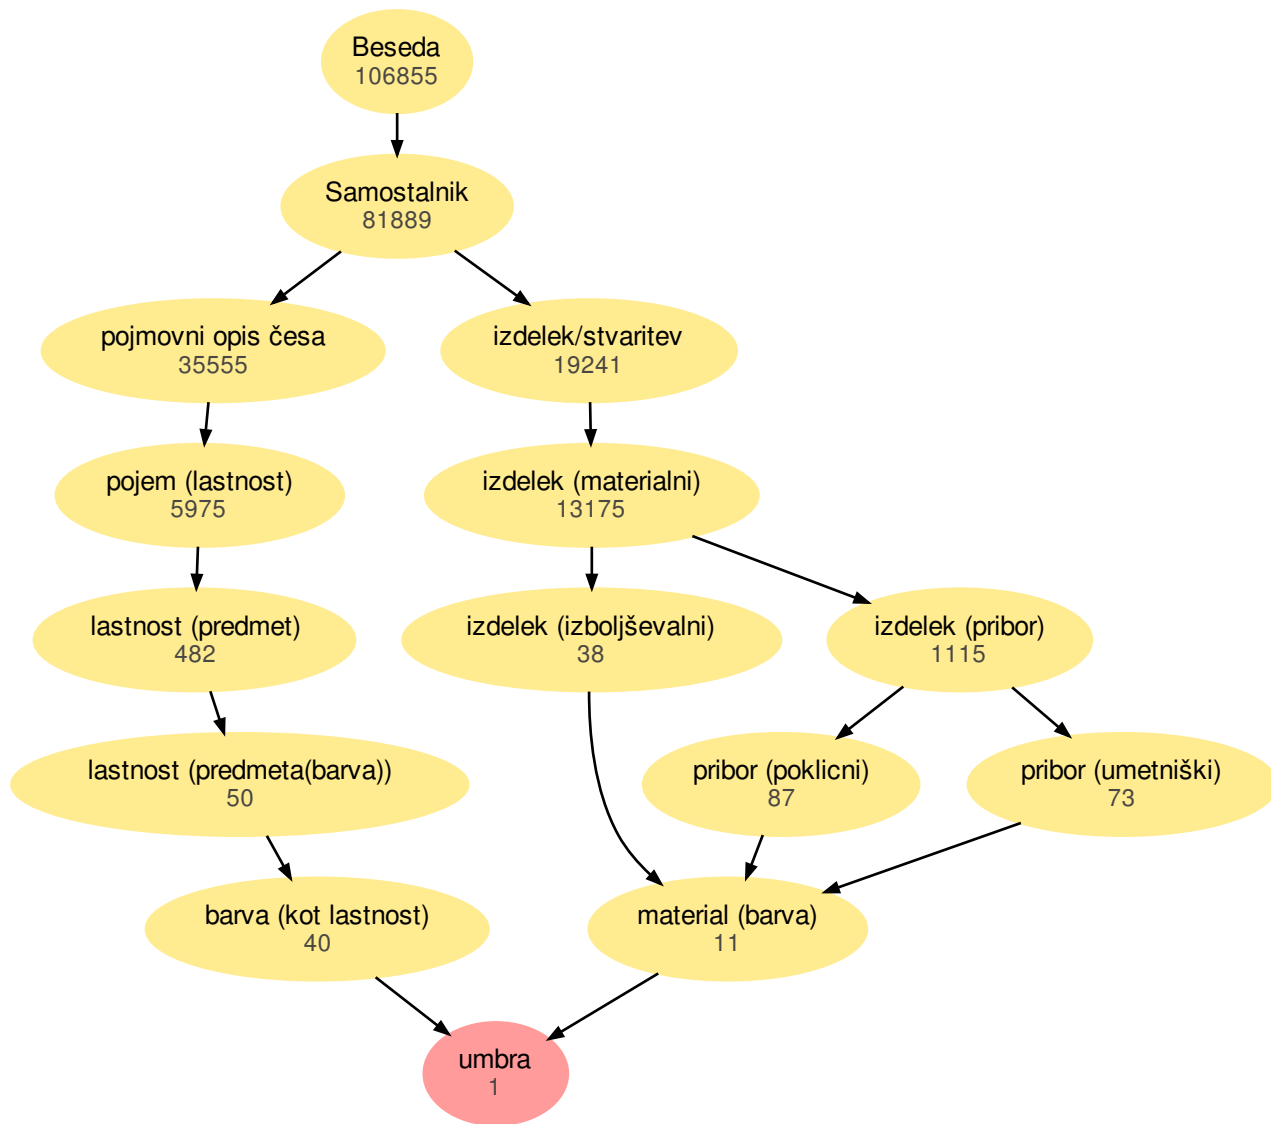 Beseda
106855
Samostalnik
81889
pojmovni opis česa
35555
izdelek/stvaritev
19241
pojem (lastnost)
5975
izdelek (materialni)
13175
lastnost (predmet)
482
izdelek (izboljševalni)
38
izdelek (pribor)
1115
lastnost (predmeta(barva))
50
pribor (poklicni)
87
pribor (umetniški)
73
barva (kot lastnost)
40
material (barva)
11
umbra
1